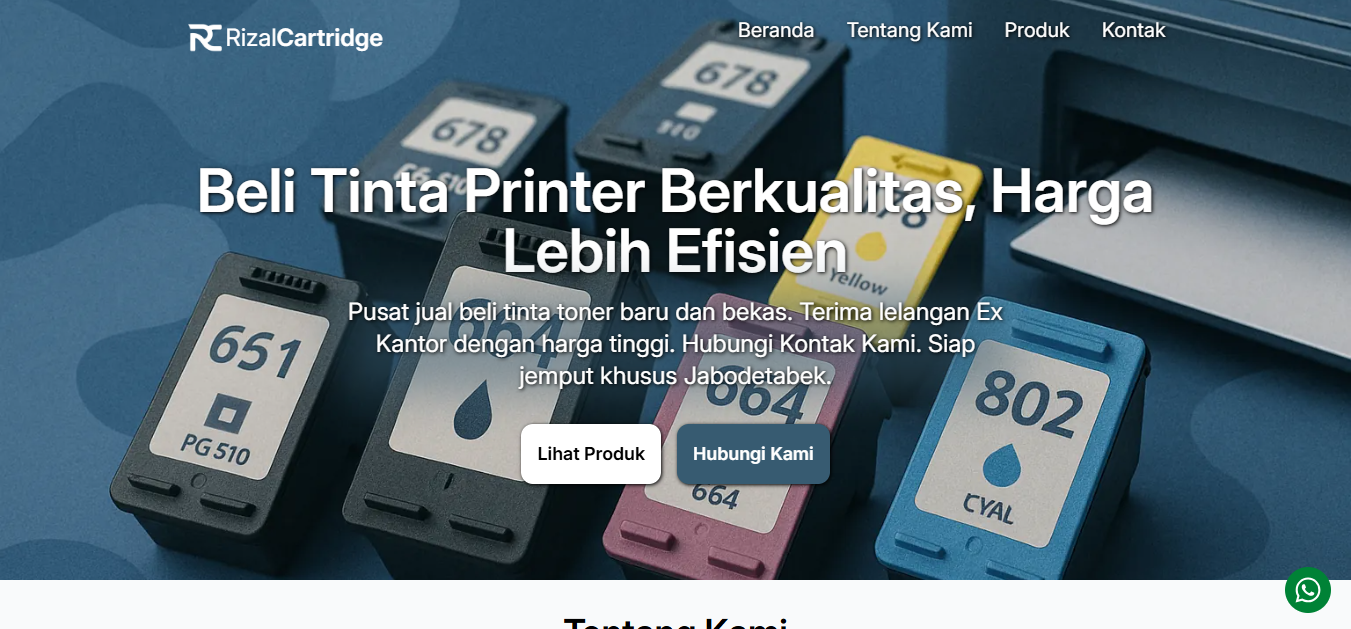 RizalCartridge
Beranda Tentang Kami Produk Kontak
678
678
Beli Tinta Printer Berkualitas, Harga
Lebih Efisien
Yellow
Pusat jual beli tinta toner baru dan bekas. Terima lelangan Ex
Kantor dengan harga tinggi. Hubungi Kontak Kami. Siap
jemput khusus Jabodetabek.
651
PG 510
664
664
664
802
CYAL
Lihat Produk
Hubungi Kami
Tentang Kami